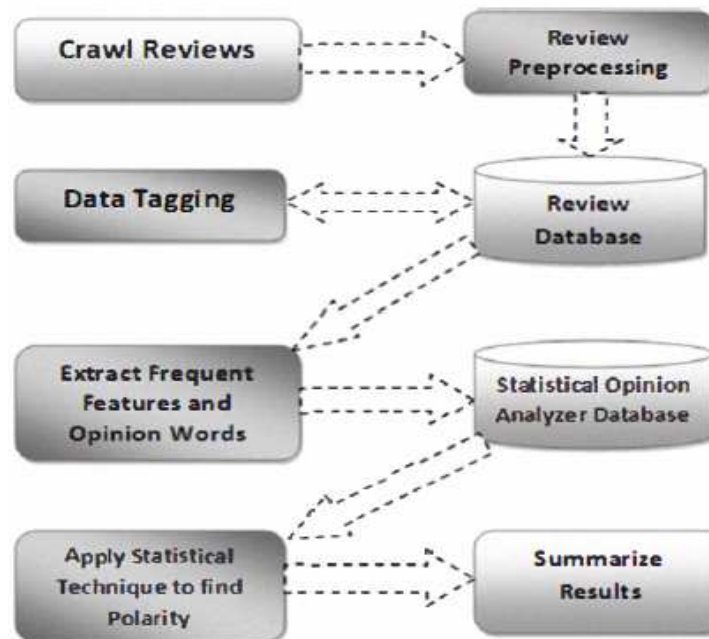 Crawl Reviews
Review
Preprocessing
Data Tagging
Review
Database
Extract Frequent
Features and
Opinion Words
Statistical Opinion
Analyzer Database
Apply Statistical
Technique to find
Polarity
Summarize
Results